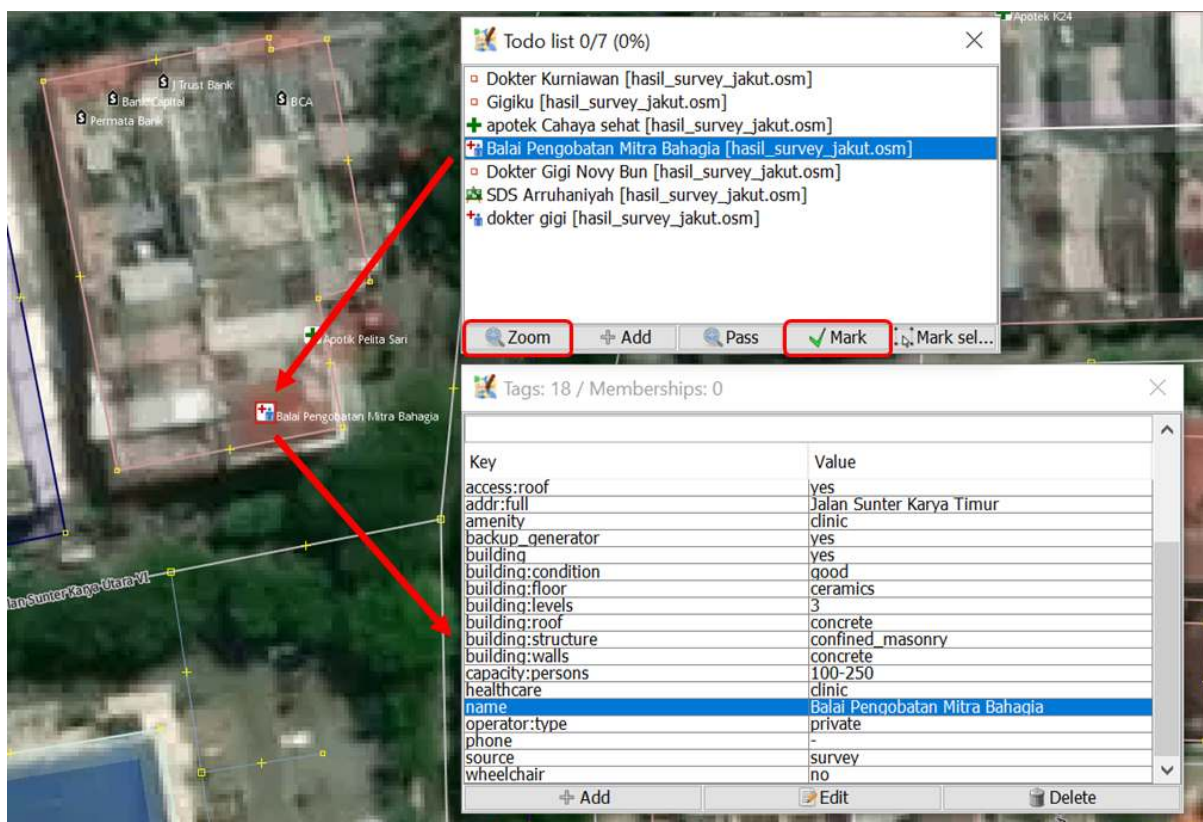 Apotek K24
Todo list 0/7 (0%)
Dokter Kurniawan [hasil_survey_jakut.osm]
Gigiku [hasil_survey_jakut.osm]
apotek Cahaya sehat [hasil_survey_jakut.osm]
Balai Pengobatan Mitra Bahagia [hasil_survey_jakut.osm]
Dokter Gigi Novy Bun [hasil_survey_jakut.osm]
SDS Arruhaniyah [hasil_survey_jakut.osm]
dokter gigi [hasil_survey_jakut.osm]
Zoom Add Pass Mark Mark sel...
J Trust Bank
Bank Capital
BCA
Permata Bank
Apotik Pelita Sari
Balai Pengobatan Mitra Bahagia
Jalan Sunter Karya Utara VI
Tags: 18 / Memberships: 0
Key Value
access:roof yes
addr:full Jalan Sunter Karya Timur
amenity clinic
backup_generator yes
building yes
building:condition good
building:floor ceramics
building:levels 3
building:roof concrete
building:structure confined_masonry
building:walls concrete
capacity:persons 100-250
healthcare clinic
name Balai Pengobatan Mitra Bahagia
operator:type private
phone -
source survey
wheelchair no
Add Edit Delete